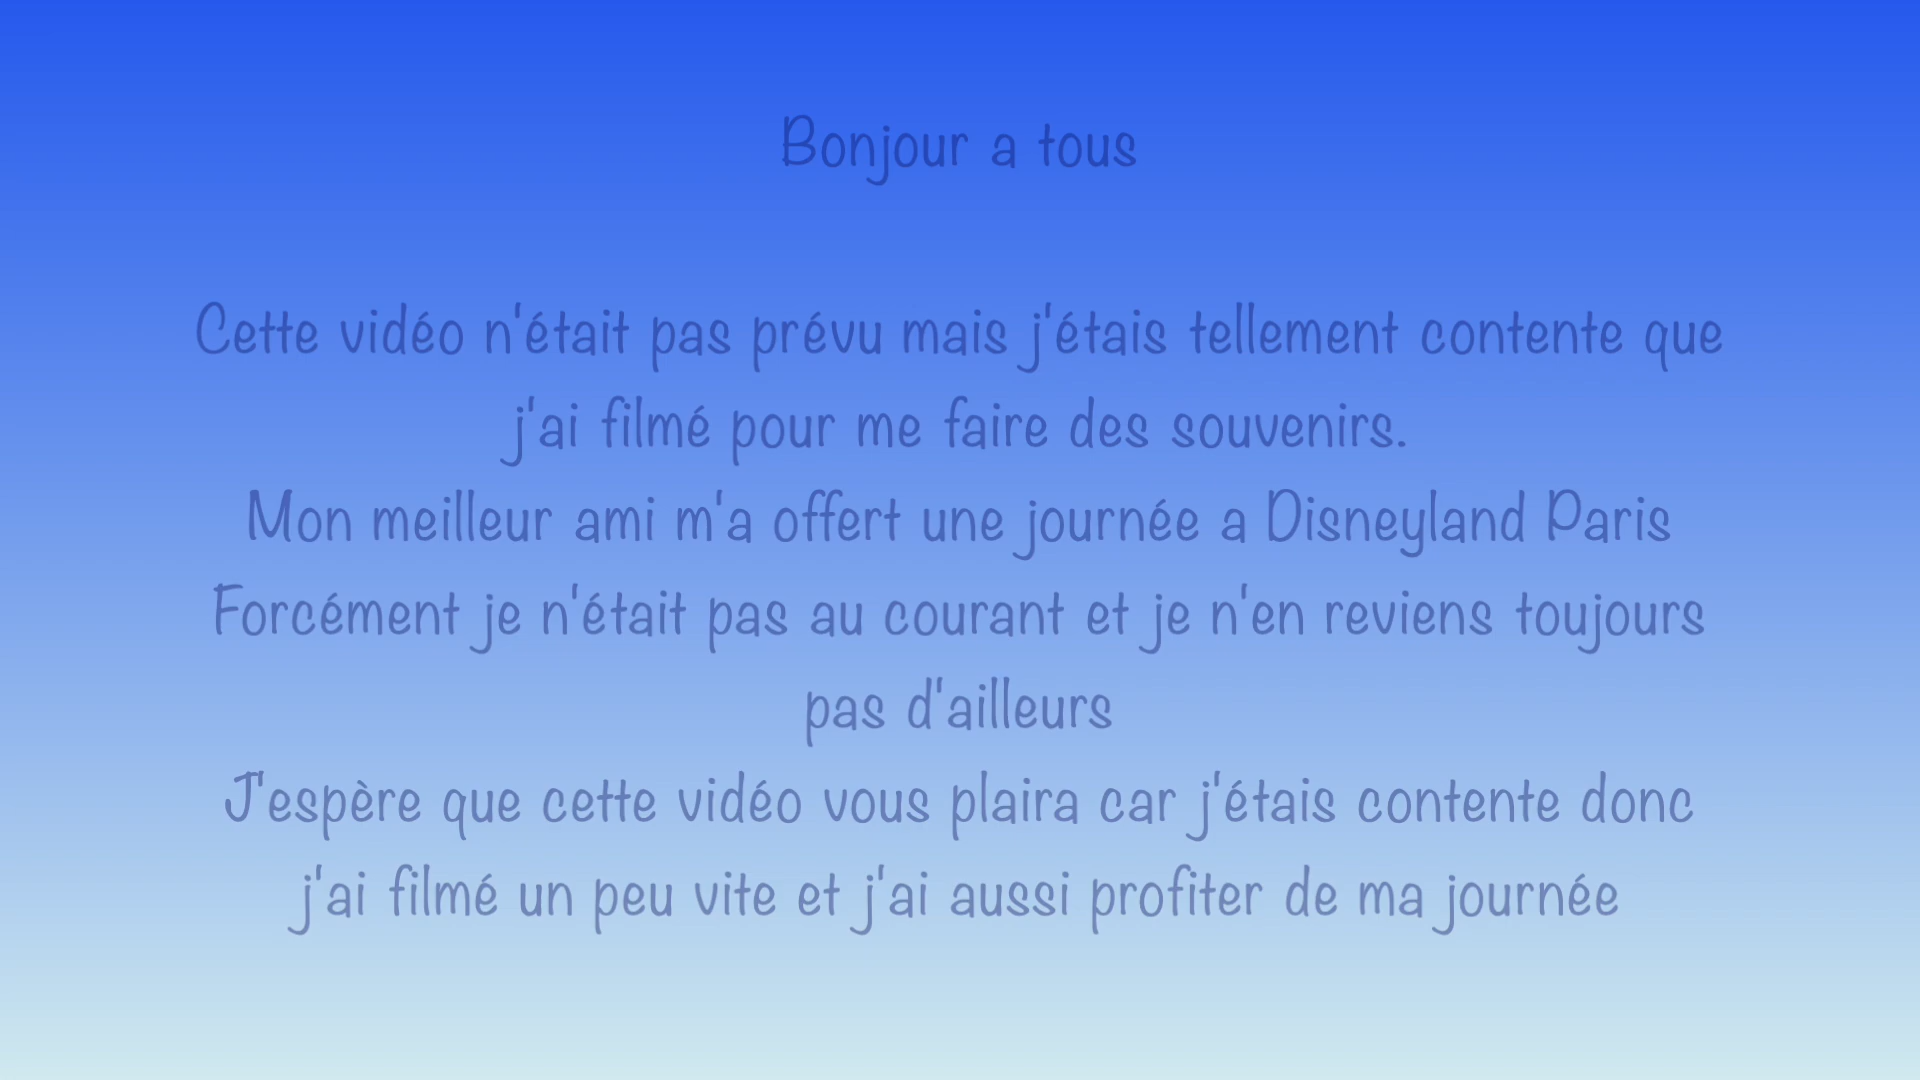 Bonjour a tous
Cette vidéo n'était pas prévu mais j'étais tellement contente que
j'ai filmé pour me faire des souvenirs.
Mon meilleur ami m'a offert une journée a Disneyland Paris
Forcément je n'était pas au courant et je n'en reviens toujours
pas d'ailleurs
J'espère que cette vidéo vous plaira car j'étais contente donc
j'ai filmé un peu vite et j'ai aussi profiter de ma journée